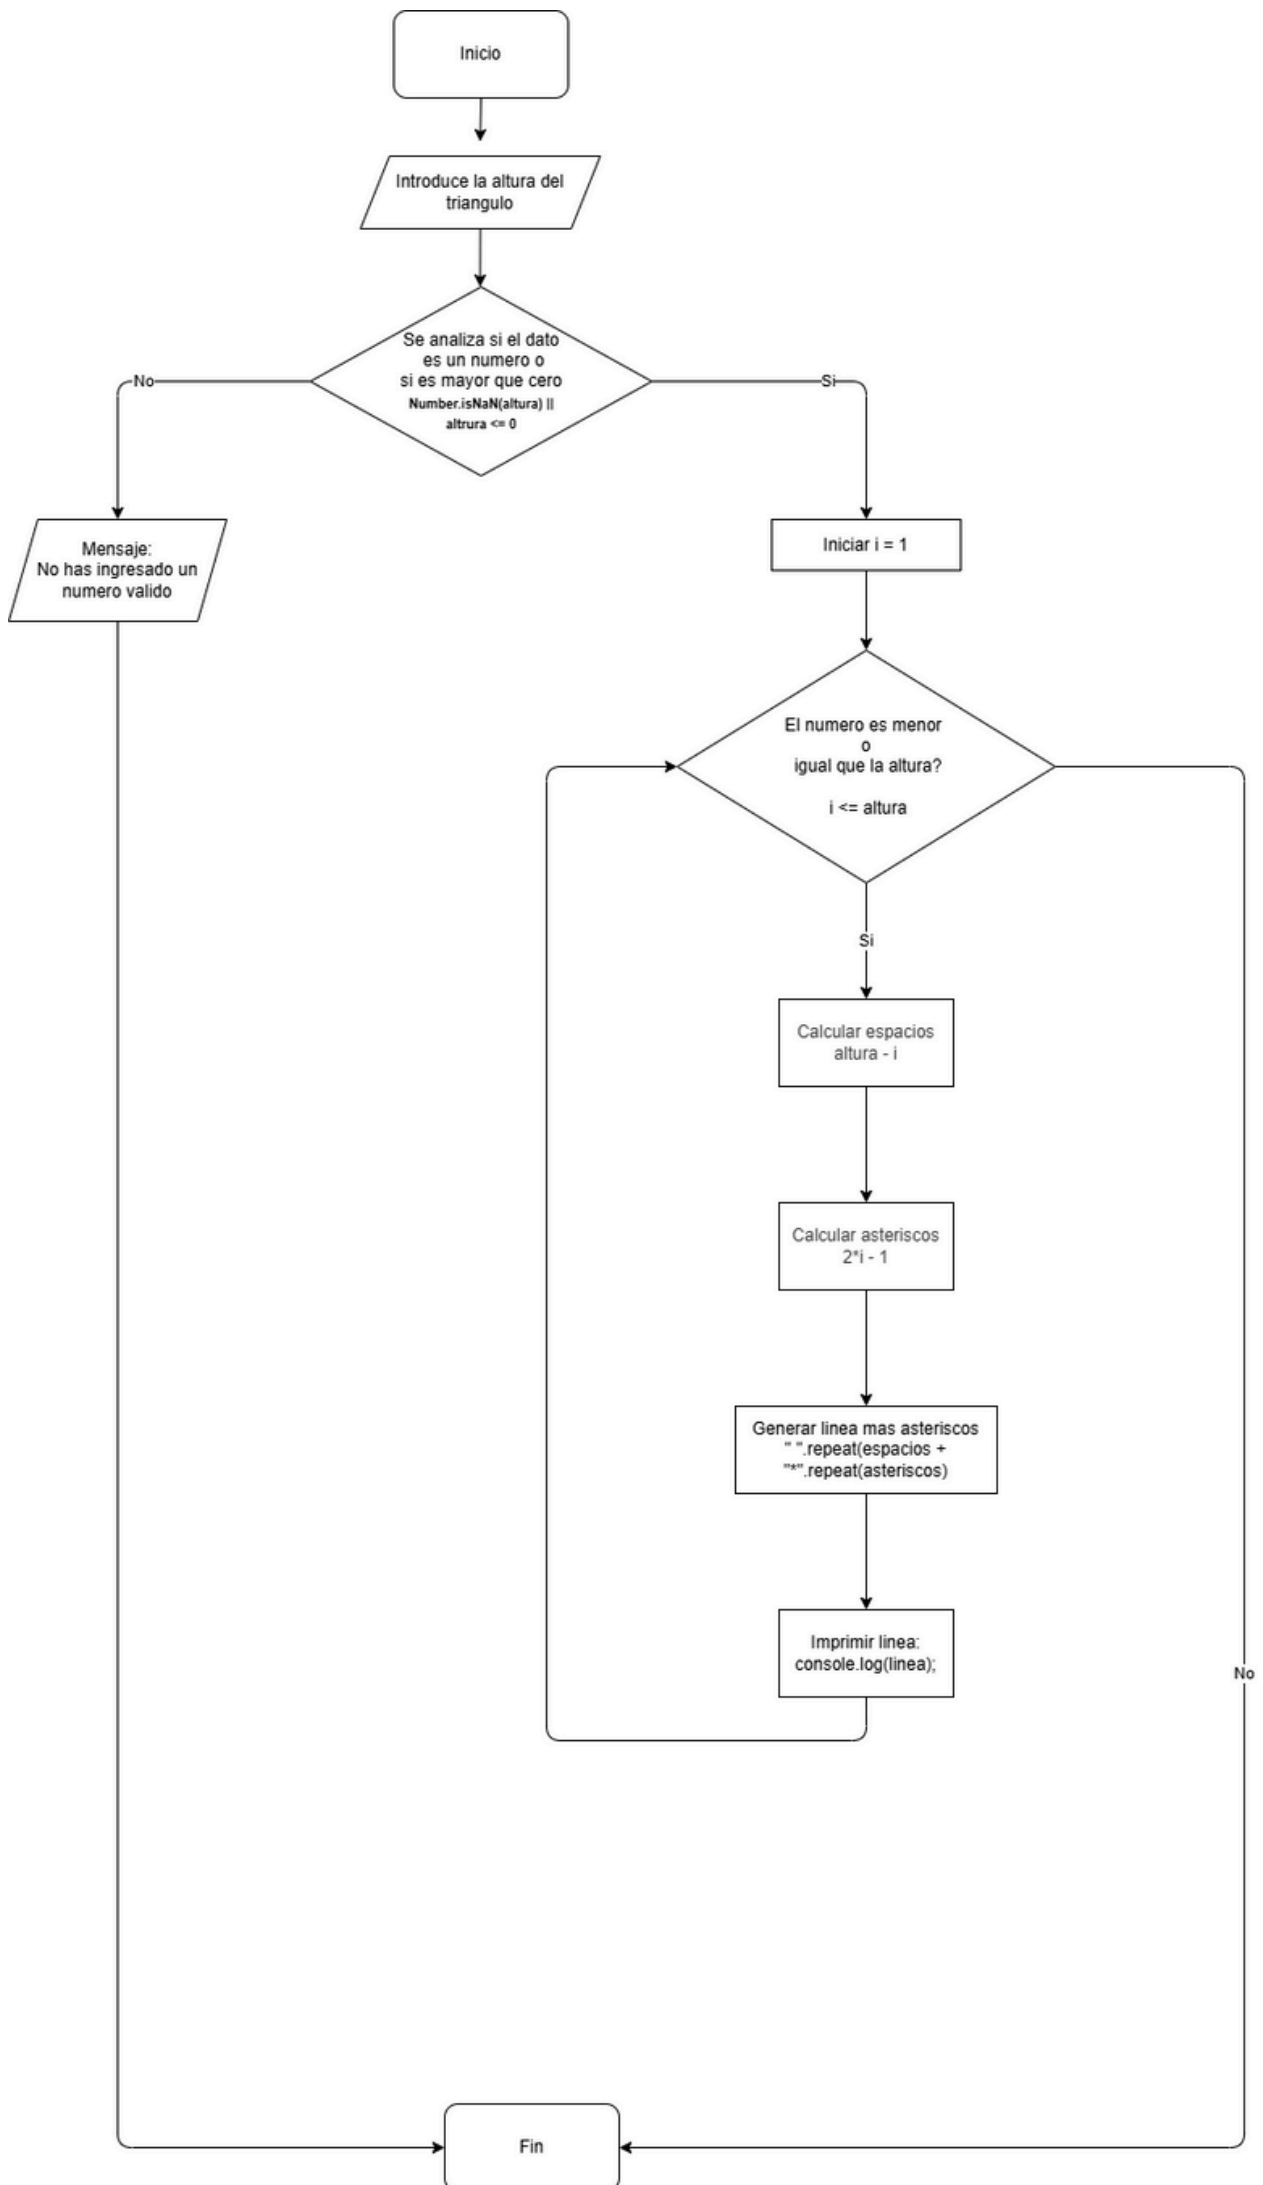 Inicio
Introduce la altura del
triangulo
Se analiza si el dato
es un numero o
si es mayor que cero
Number.isNaN(altura) ||
altrura <= 0
No
Si
Mensaje:
No has ingresado un
numero valido
Iniciar i = 1
El numero es menor
o
igual que la altura?
i <= altura
Si
Calcular espacios
altura - i
Calcular asteriscos
2*i - 1
Generar linea mas asteriscos
" ".repeat(espacios +
"*".repeat(asteriscos)
Imprimir linea:
console.log(linea);
No
Fin